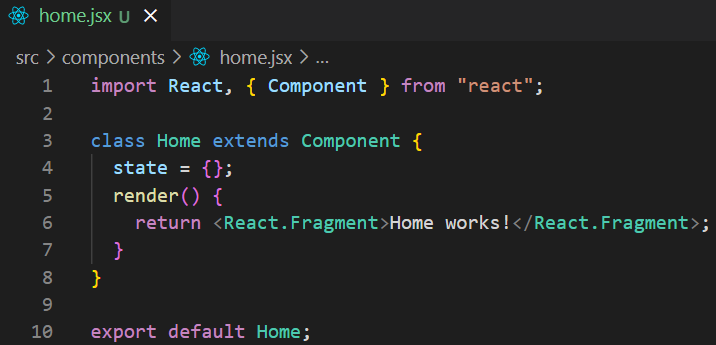 home.jsx U ×
src > components > home.jsx > ...
1 import React, { Component } from "react";
2
3 class Home extends Component {
4   state = {};
5   render() {
6     return <React.Fragment>Home works!</React.Fragment>;
7   }
8 }
9
10 export default Home;